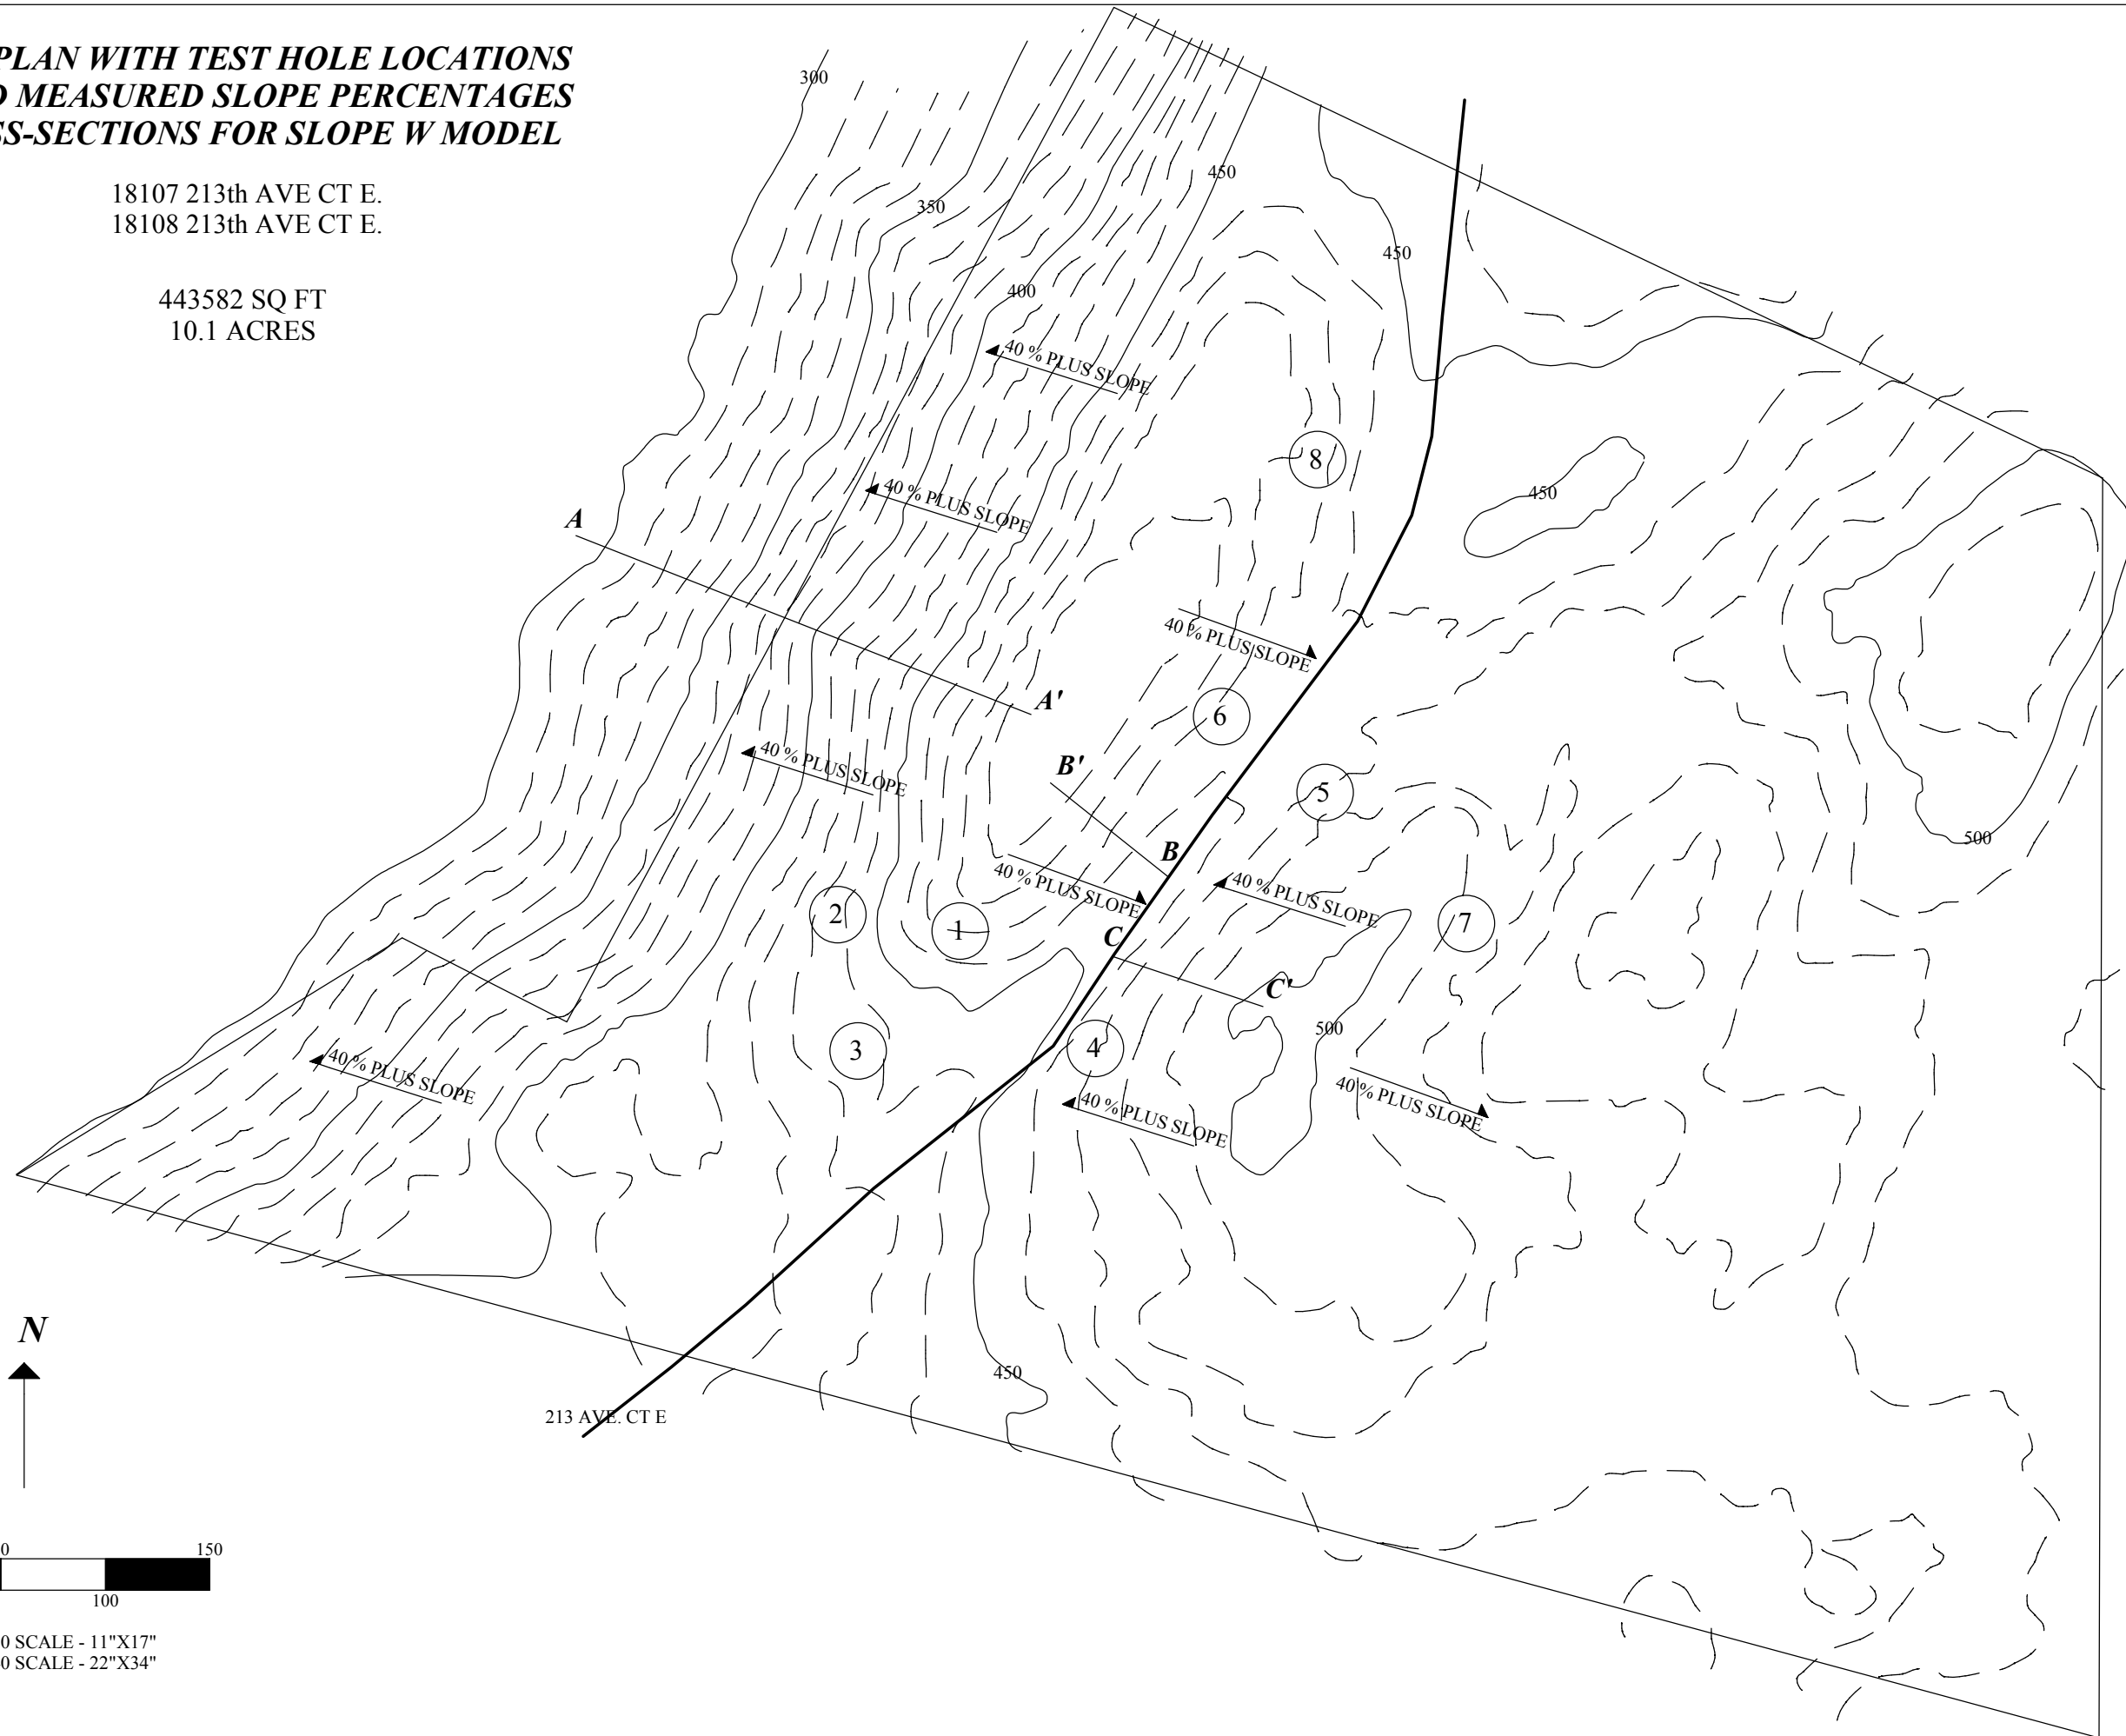 PLAN WITH TEST HOLE LOCATIONS
MEASURED SLOPE PERCENTAGES
SS-SECTIONS FOR SLOPE W MODEL
18107 213th AVE CT E.
18108 213th AVE CT E.
443582 SQ FT
10.1 ACRES
300
450
350
450
400
40 % PLUS SLOPE
8
450
40 % PLUS SLOPE
A
40 % PLUS SLOPE
A'
6
40 % PLUS SLOPE
B'
5
500
B
40 % PLUS SLOPE
40 % PLUS SLOPE
2
1
7
C
C'
500
3
4
40 % PLUS SLOPE
40 % PLUS SLOPE
40 % PLUS SLOPE
N
450
213 AVE. CT E
0 150
100
0 SCALE - 11"X17"
0 SCALE - 22"X34"